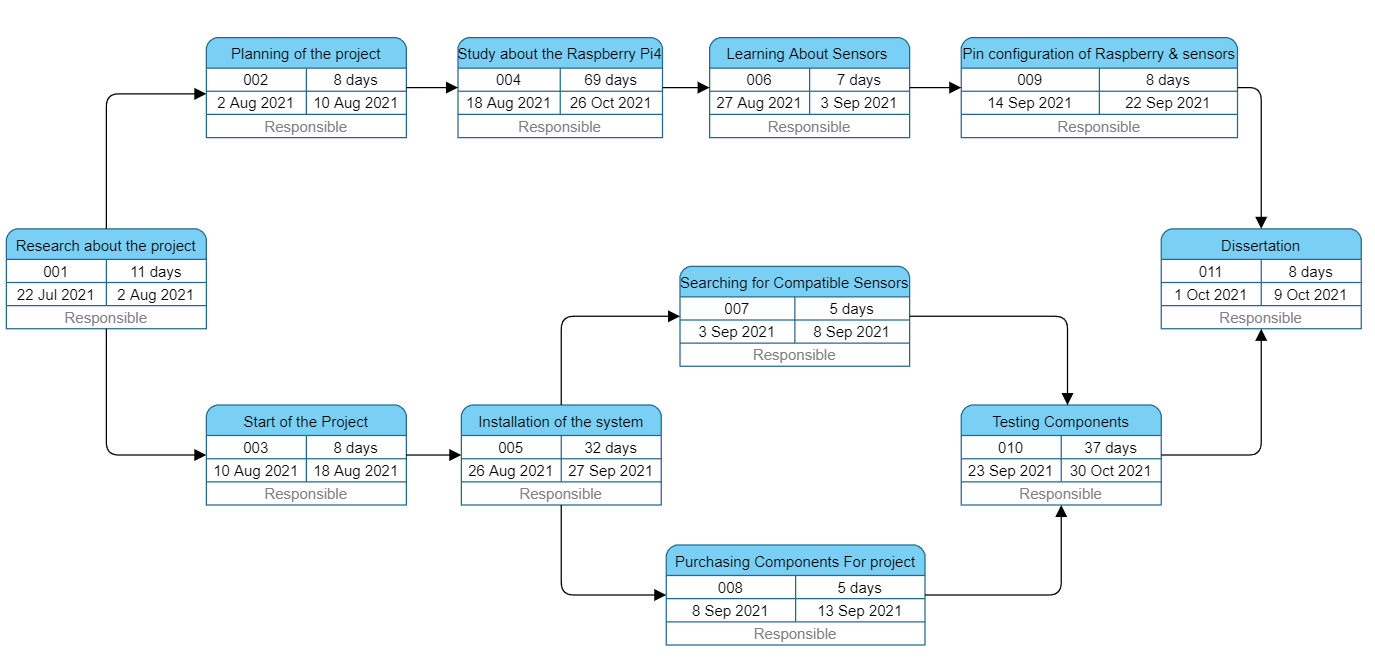 Planning of the project
002 8 days
2 Aug 2021 10 Aug 2021
Responsible
Study about the Raspberry Pi4
004 69 days
18 Aug 2021 26 Oct 2021
Responsible
Learning About Sensors
006 7 days
27 Aug 2021 3 Sep 2021
Responsible
Pin configuration of Raspberry & sensors
009 8 days
14 Sep 2021 22 Sep 2021
Responsible
Research about the project
001 11 days
22 Jul 2021 2 Aug 2021
Responsible
Dissertation
011 8 days
1 Oct 2021 9 Oct 2021
Responsible
Searching for Compatible Sensors
007 5 days
3 Sep 2021 8 Sep 2021
Responsible
Start of the Project
003 8 days
10 Aug 2021 18 Aug 2021
Responsible
Installation of the system
005 32 days
26 Aug 2021 27 Sep 2021
Responsible
Testing Components
010 37 days
23 Sep 2021 30 Oct 2021
Responsible
Purchasing Components For project
008 5 days
8 Sep 2021 13 Sep 2021
Responsible